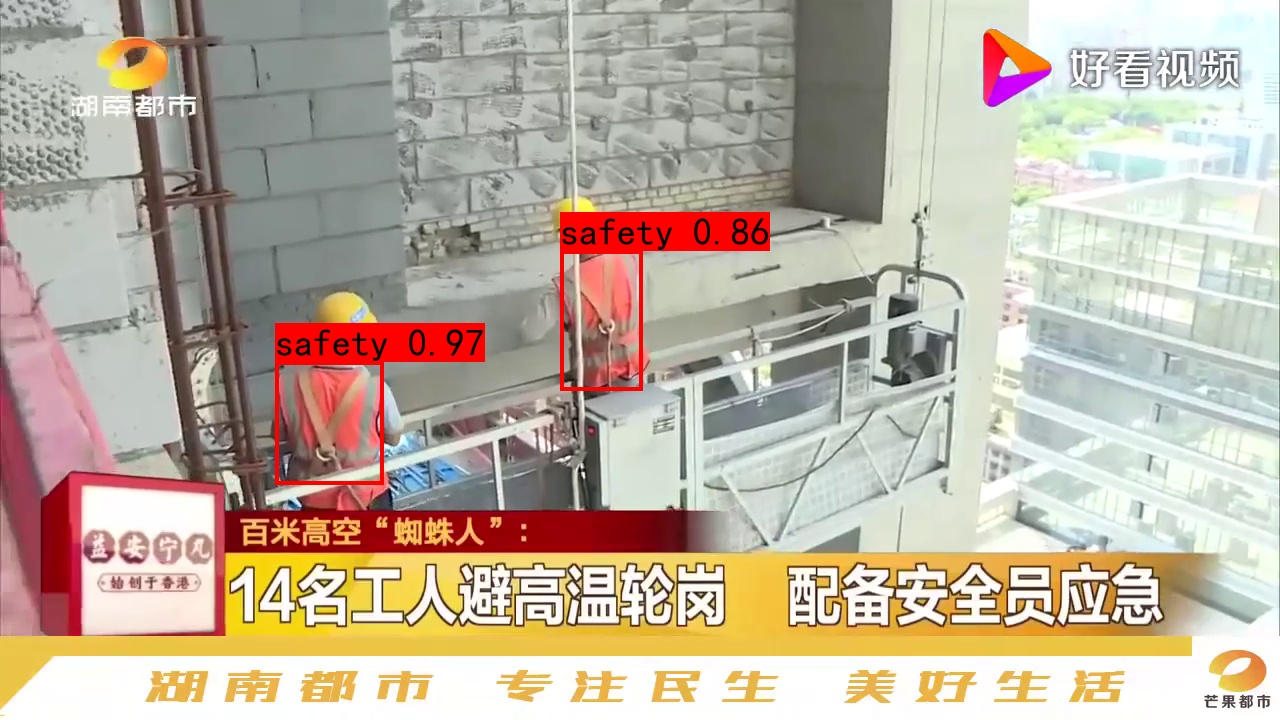 湖南都市
好看视频
safety 0.86
safety 0.97
百米高空“蜘蛛人”：
益安宁丸
始创于香港
14名工人避高温轮岗 配备安全员应急
湖南都市 专注民生 美好生活
芒果都市